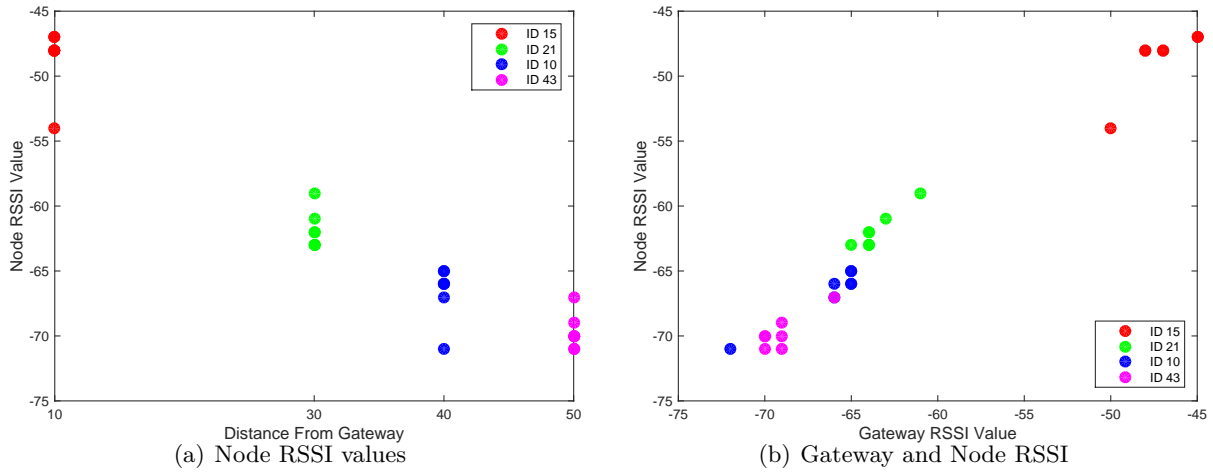 -45
-50
-55
-60
-65
-70
-75
Node RSSI Value
10
30
40
50
Distance From Gateway
ID 15
ID 21
ID 10
ID 43
(a) Node RSSI values
-45
-50
-55
-60
-65
-70
-75
Node RSSI Value
-75
-70
-65
-60
-55
-50
-45
Gateway RSSI Value
ID 15
ID 21
ID 10
ID 43
(b) Gateway and Node RSSI